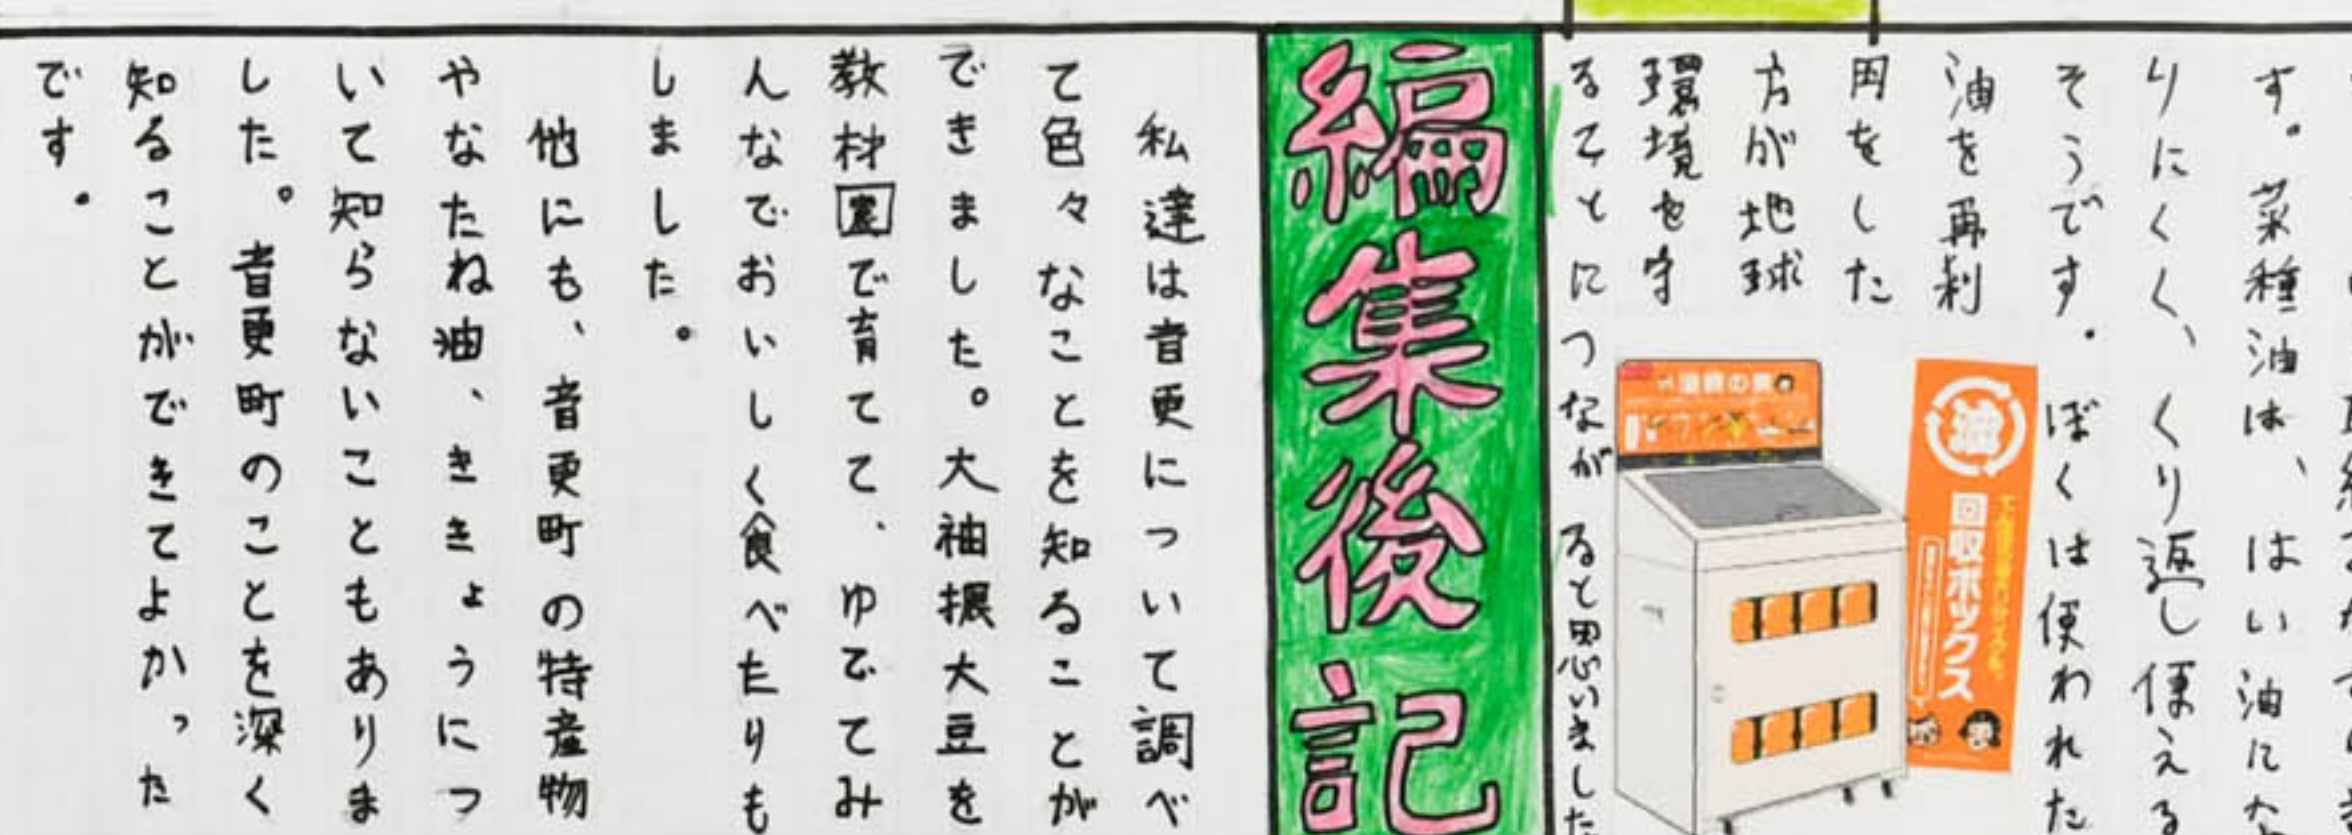 す。菜種油は、はい油にな
りにくく、くり返し使える
そうです。ぼくは使われた
油を再利
用をした
方が地球
環境を守
ることにつながると思いました
油
回収ボックス
編集後記
私達は音更について調べ
て色々なことを知ることが
できました。大袖振大豆を
教材園で育てて、ゆでてみ
んなでおいしく食べたりも
しました。
他にも、音更町の特産物
やなたね油、ききょうにつ
いて知らないこともありま
した。音更町のことを深く
知ることができてよかった
です。